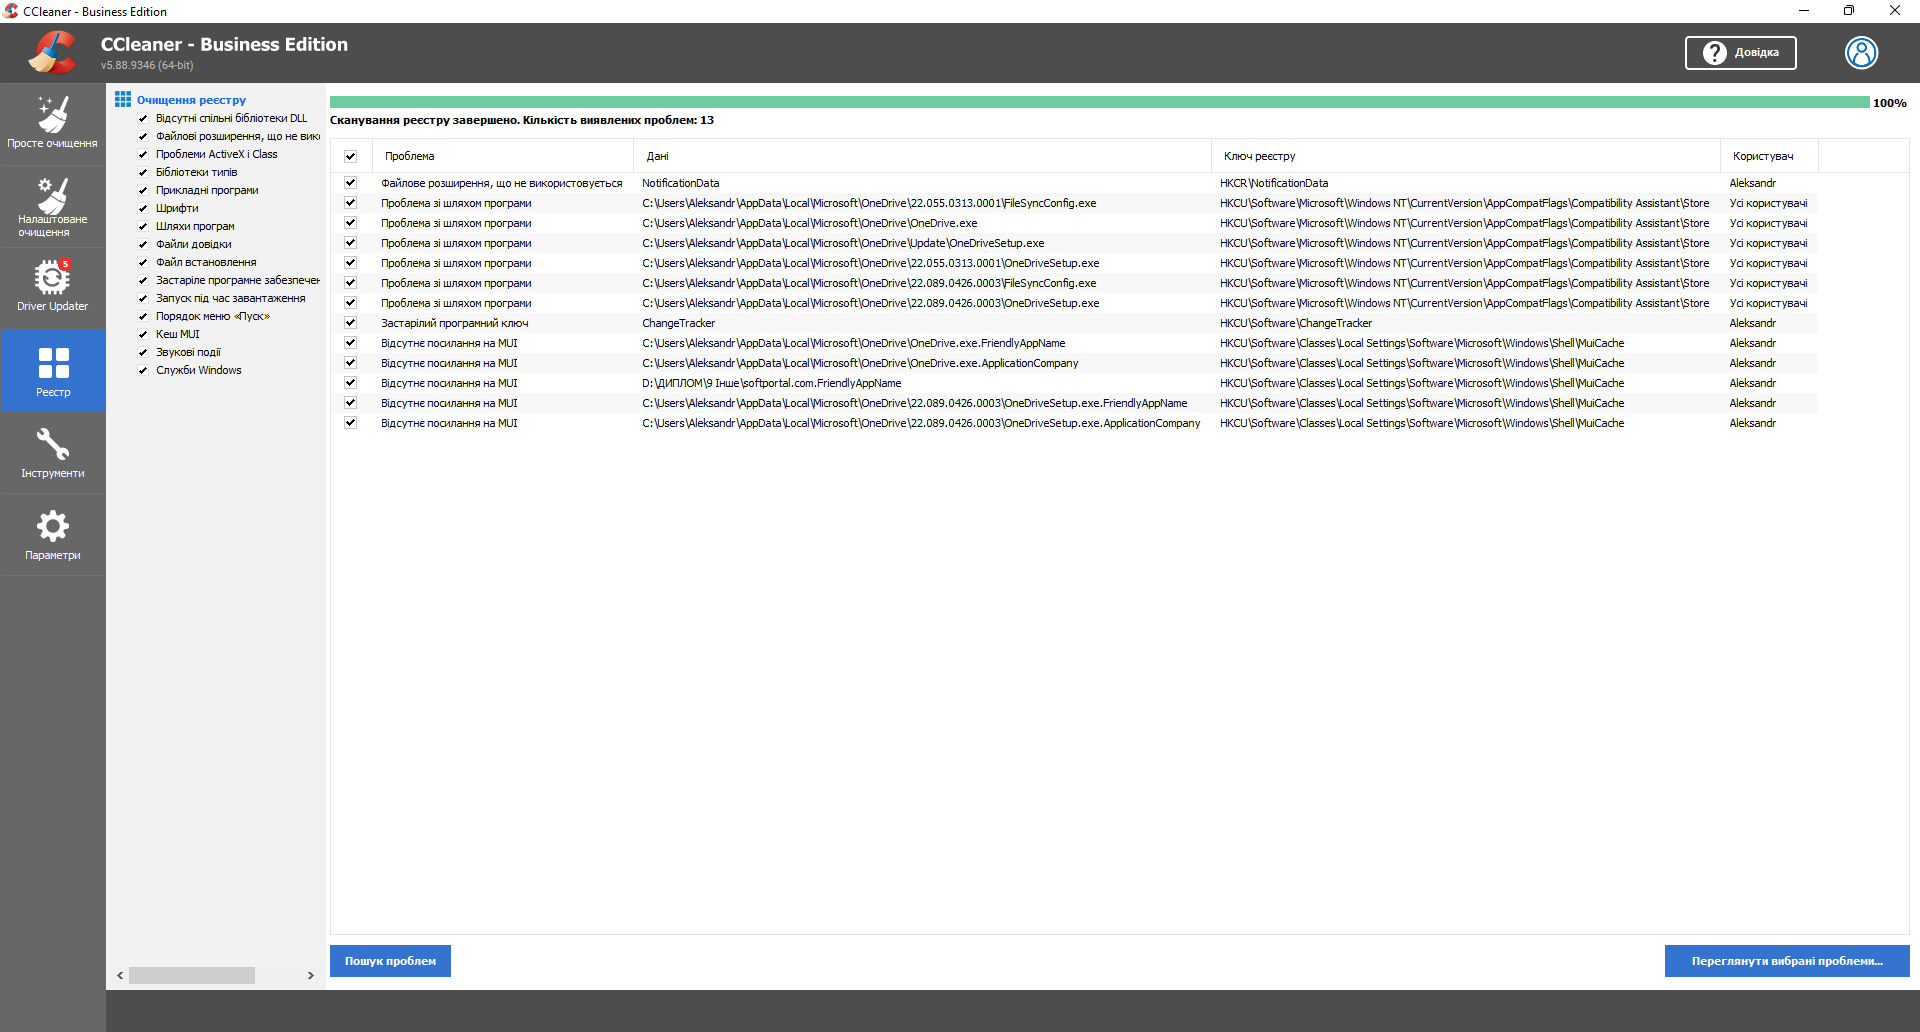 CCleaner - Business Edition
CCleaner - Business Edition
v5.88.9346 (64-bit)
Довідка
Просте очищення
Налаштоване
очищення
5
Driver Updater
Реєстр
Інструменти
Параметри
Очищення реєстру
Відсутні спільні бібліотеки DLL
Файлові розширення, що не вик
Проблеми ActiveX і Class
Бібліотеки типів
Прикладні програми
Шрифти
Шляхи програм
Файли довідки
Файл встановлення
Застаріле програмне забезпечен
Запуск під час завантаження
Порядок меню «Пуск»
Кеш MUI
Звукові події
Служби Windows
100%
Сканування реєстру завершено. Кількість виявлених проблем: 13
Проблема Дані Ключ реєстру Користувач
Файлове розширення, що не використовується NotificationData HKCR\NotificationData Aleksandr
Проблема зі шляхом програми C:\Users\Aleksandr\AppData\Local\Microsoft\OneDrive\22.055.0313.0001\FileSyncConfig.exe HKCU\Software\Microsoft\Windows NT\CurrentVersion\AppCompatFlags\Compatibility Assistant\Store Усі користувачі
Проблема зі шляхом програми C:\Users\Aleksandr\AppData\Local\Microsoft\OneDrive\OneDrive.exe HKCU\Software\Microsoft\Windows NT\CurrentVersion\AppCompatFlags\Compatibility Assistant\Store Усі користувачі
Проблема зі шляхом програми C:\Users\Aleksandr\AppData\Local\Microsoft\OneDrive\Update\OneDriveSetup.exe HKCU\Software\Microsoft\Windows NT\CurrentVersion\AppCompatFlags\Compatibility Assistant\Store Усі користувачі
Проблема зі шляхом програми C:\Users\Aleksandr\AppData\Local\Microsoft\OneDrive\22.055.0313.0001\OneDriveSetup.exe HKCU\Software\Microsoft\Windows NT\CurrentVersion\AppCompatFlags\Compatibility Assistant\Store Усі користувачі
Проблема зі шляхом програми C:\Users\Aleksandr\AppData\Local\Microsoft\OneDrive\22.089.0426.0003\FileSyncConfig.exe HKCU\Software\Microsoft\Windows NT\CurrentVersion\AppCompatFlags\Compatibility Assistant\Store Усі користувачі
Проблема зі шляхом програми C:\Users\Aleksandr\AppData\Local\Microsoft\OneDrive\22.089.0426.0003\OneDriveSetup.exe HKCU\Software\Microsoft\Windows NT\CurrentVersion\AppCompatFlags\Compatibility Assistant\Store Усі користувачі
Застарілий програмний ключ ChangeTracker HKCU\Software\ChangeTracker Aleksandr
Відсутнє посилання на MUI C:\Users\Aleksandr\AppData\Local\Microsoft\OneDrive\OneDrive.exe.FriendlyAppName HKCU\Software\Classes\Local Settings\Software\Microsoft\Windows\Shell\MuiCache Aleksandr
Відсутнє посилання на MUI C:\Users\Aleksandr\AppData\Local\Microsoft\OneDrive\OneDrive.exe.ApplicationCompany HKCU\Software\Classes\Local Settings\Software\Microsoft\Windows\Shell\MuiCache Aleksandr
Відсутнє посилання на MUI D:\ДИПЛОМ\9 Інше\softportal.com.FriendlyAppName HKCU\Software\Classes\Local Settings\Software\Microsoft\Windows\Shell\MuiCache Aleksandr
Відсутнє посилання на MUI C:\Users\Aleksandr\AppData\Local\Microsoft\OneDrive\22.089.0426.0003\OneDriveSetup.exe.FriendlyAppName HKCU\Software\Classes\Local Settings\Software\Microsoft\Windows\Shell\MuiCache Aleksandr
Відсутнє посилання на MUI C:\Users\Aleksandr\AppData\Local\Microsoft\OneDrive\22.089.0426.0003\OneDriveSetup.exe.ApplicationCompany HKCU\Software\Classes\Local Settings\Software\Microsoft\Windows\Shell\MuiCache Aleksandr
Пошук проблем
Переглянути вибрані проблеми...